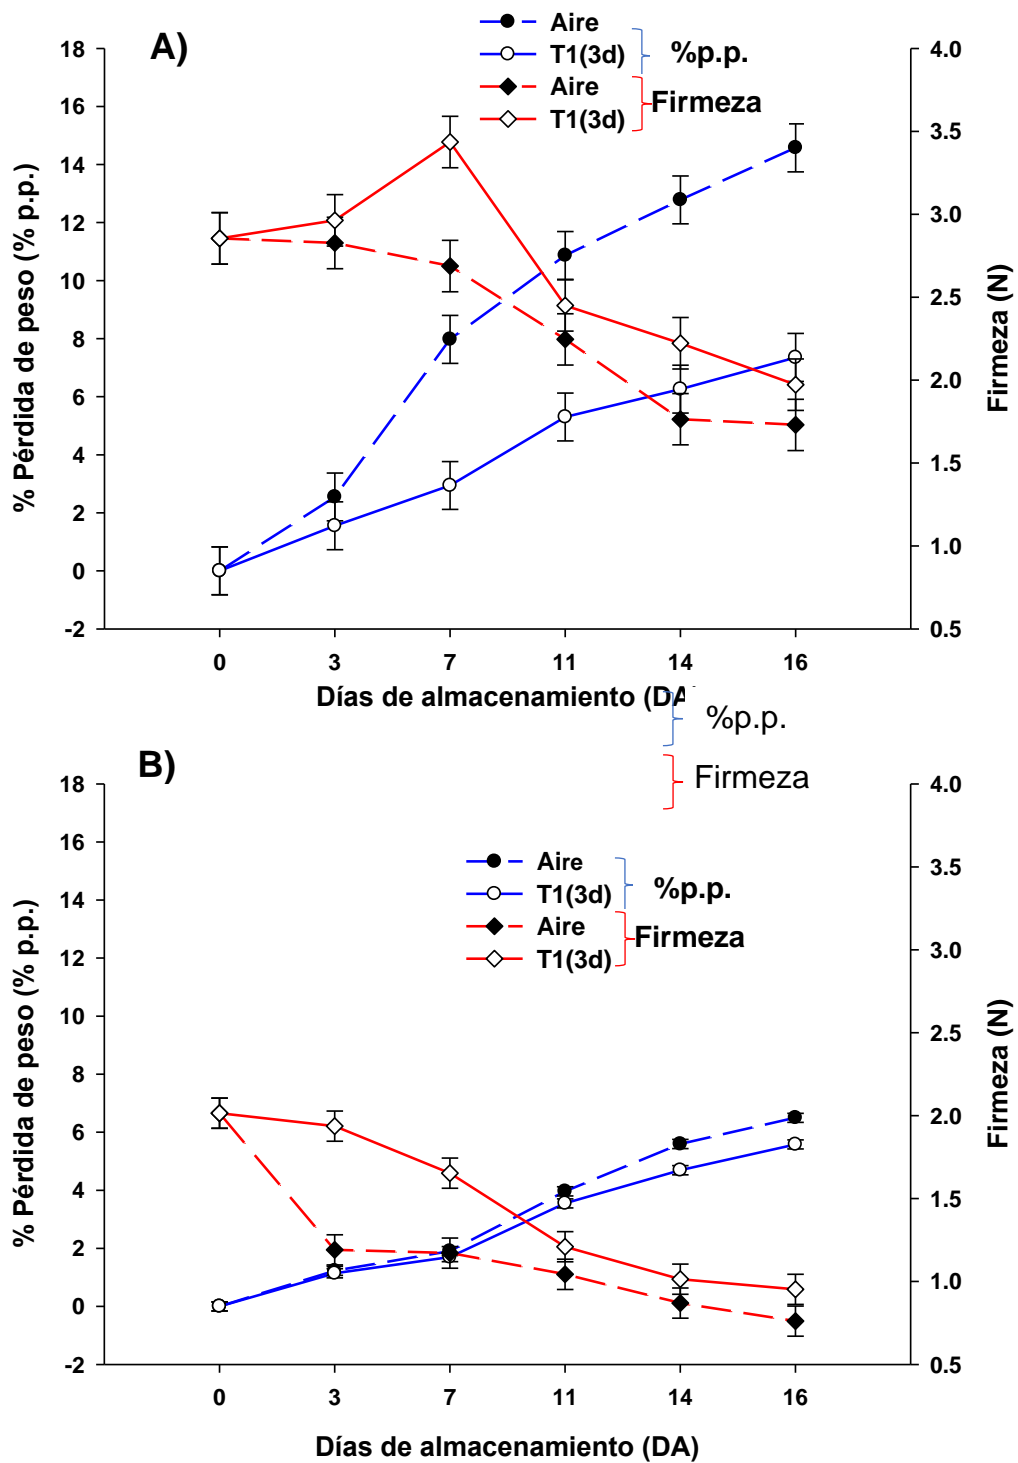 A)
Aire
T1(3d)
%p.p.
Aire
T1(3d)
Firmeza
18
16
14
12
10
8
6
4
2
0
-2
% Pérdida de peso (% p.p.)
4.0
3.5
3.0
2.5
2.0
1.5
1.0
0.5
Firmeza (N)
0 3 7 11 14 16
Días de almacenamiento (DA)
%p.p.
Firmeza
B)
Aire
T1(3d)
%p.p.
Aire
T1(3d)
Firmeza
18
16
14
12
10
8
6
4
2
0
-2
% Pérdida de peso (% p.p.)
4.0
3.5
3.0
2.5
2.0
1.5
1.0
0.5
Firmeza (N)
0 3 7 11 14 16
Días de almacenamiento (DA)